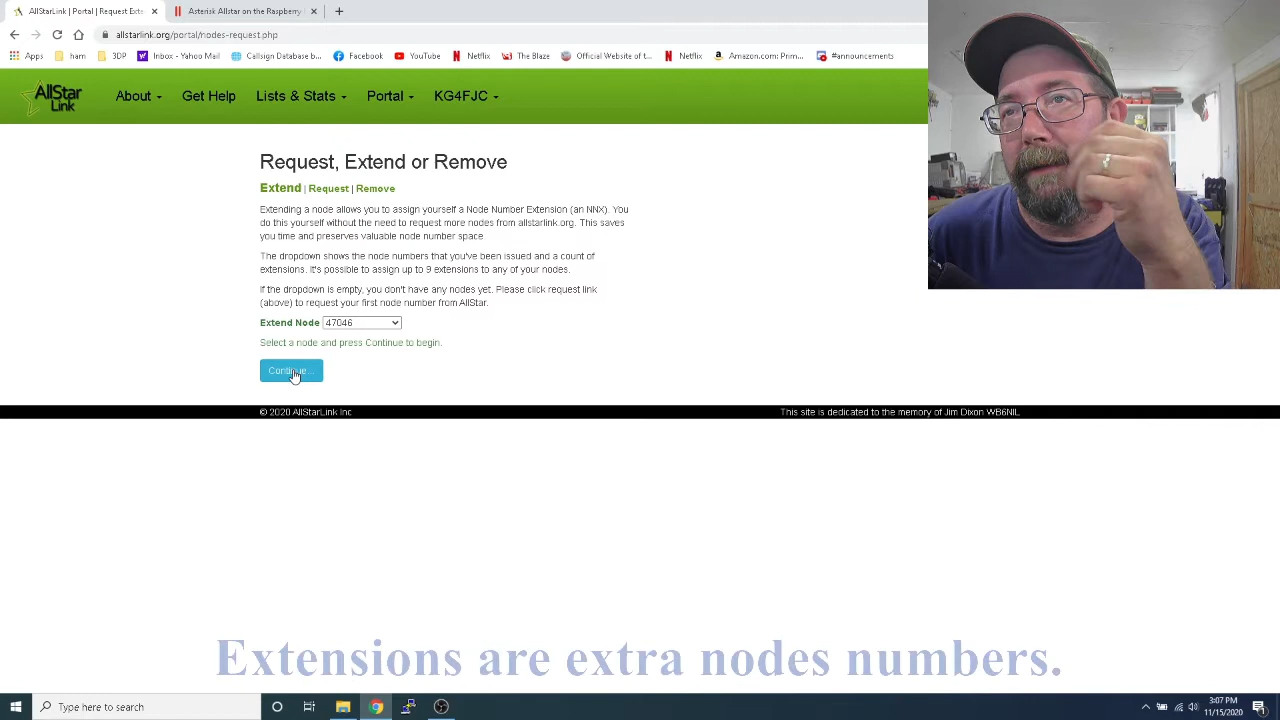 AllStarLink | Portal | Request Exte
Asterisk AllStar on the Raspberry
allstarlink.org/portal/nodes-request.php
Apps
ham
3DP
Inbox - Yahoo Mail
Callsign Database b...
Facebook
YouTube
Netflix
The Blaze
Official Website of t...
Netflix
Amazon.com: Prim...
#announcements
AllStar
Link
About
Get Help
Lists & Stats
Portal
KG4FJC
Request, Extend or Remove
Extend | Request | Remove
Extending a node allows you to assign yourself a Node Number Extension (an NNX). You
do this yourself without the need to request more nodes from allstarlink.org. This saves
you time and preserves valuable node number space.
The dropdown shows the node numbers that you've been issued and a count of
extensions. It's possible to assign up to 9 extensions to any of your nodes.
If the dropdown is empty, you don't have any nodes yet. Please click request link
(above) to request your first node number from AllStar.
Extend Node 47046
Select a node and press Continue to begin.
Continue...
© 2020 AllStarLink Inc
This site is dedicated to the memory of Jim Dixon WB6NIL
Extensions are extra nodes numbers.
Type here to search
3:07 PM
11/15/2020